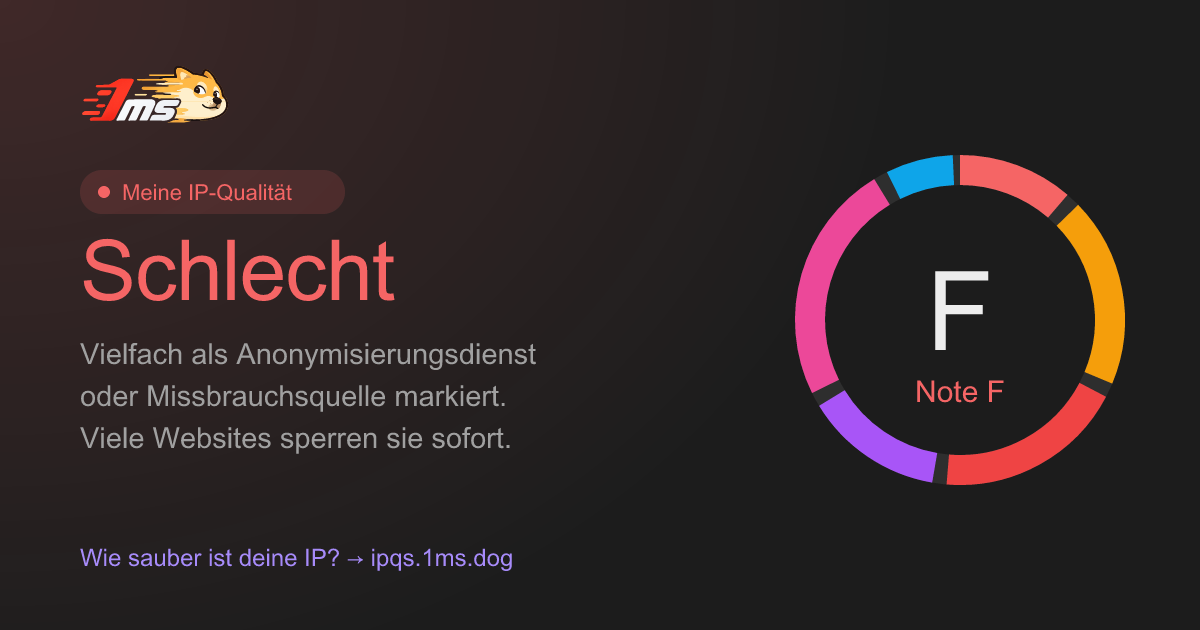 1ms
Meine IP-Qualität
Schlecht
Vielfach als Anonymisierungsdienst
oder Missbrauchsquelle markiert.
Viele Websites sperren sie sofort.
Wie sauber ist deine IP? → ipqs.1ms.dog
F
Note F